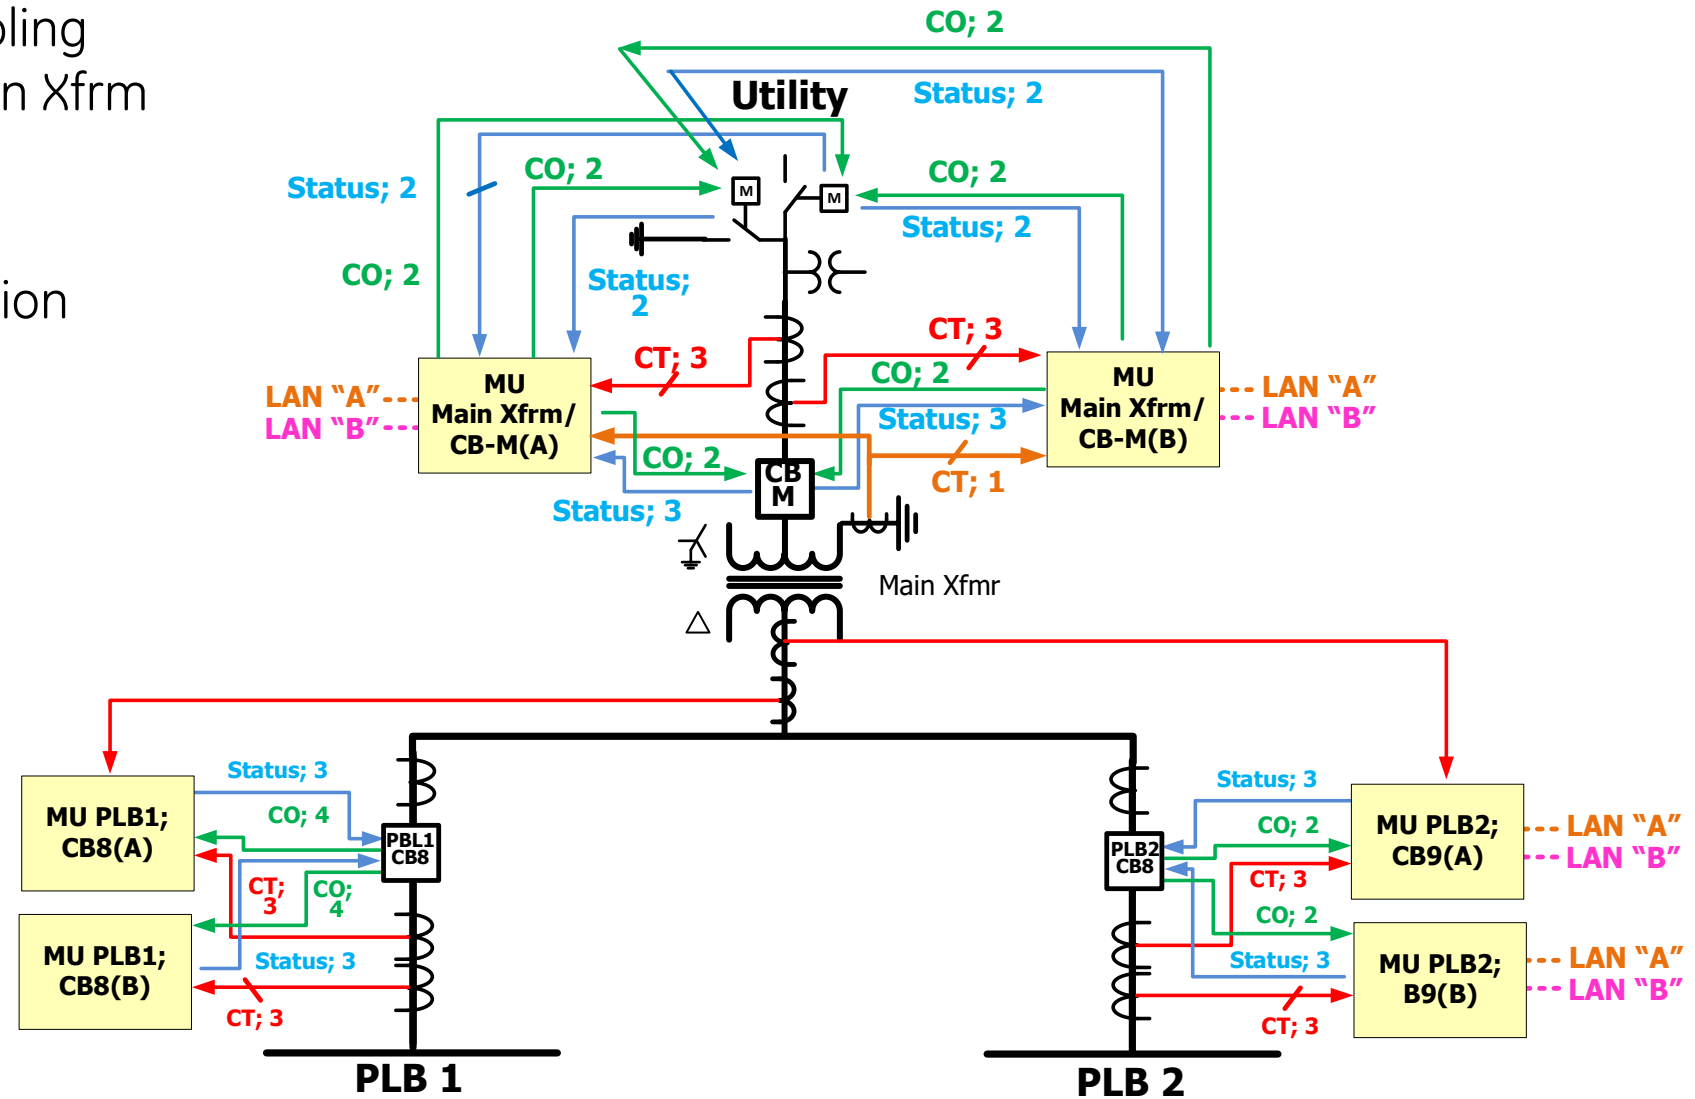 bling
n Xfrm
tion
CO; 2
Utility
Status; 2
CO; 2
CO; 2
Status; 2
M
M
Status; 2
CO; 2
Status;
2
CT; 3
CT; 3
CO; 2
MU
Main Xfrm/
CB-M(A)
MU
Main Xfrm/
CB-M(B)
LAN “A”
LAN “B”
LAN “A”
LAN “B”
Status; 3
CO; 2
CB
M
CT; 1
Status; 3
Main Xfmr
Status; 3
CO; 4
MU PLB1;
CB8(A)
PBL1
CB8
CT;
3
CO;
4
MU PLB1;
CB8(B)
Status; 3
CT; 3
PLB 1
Status; 3
CO; 2
MU PLB2;
CB9(A)
LAN “A”
LAN “B”
PLB2
CB8
CT; 3
CO; 2
Status; 3
MU PLB2;
B9(B)
LAN “A”
LAN “B”
CT; 3
PLB 2